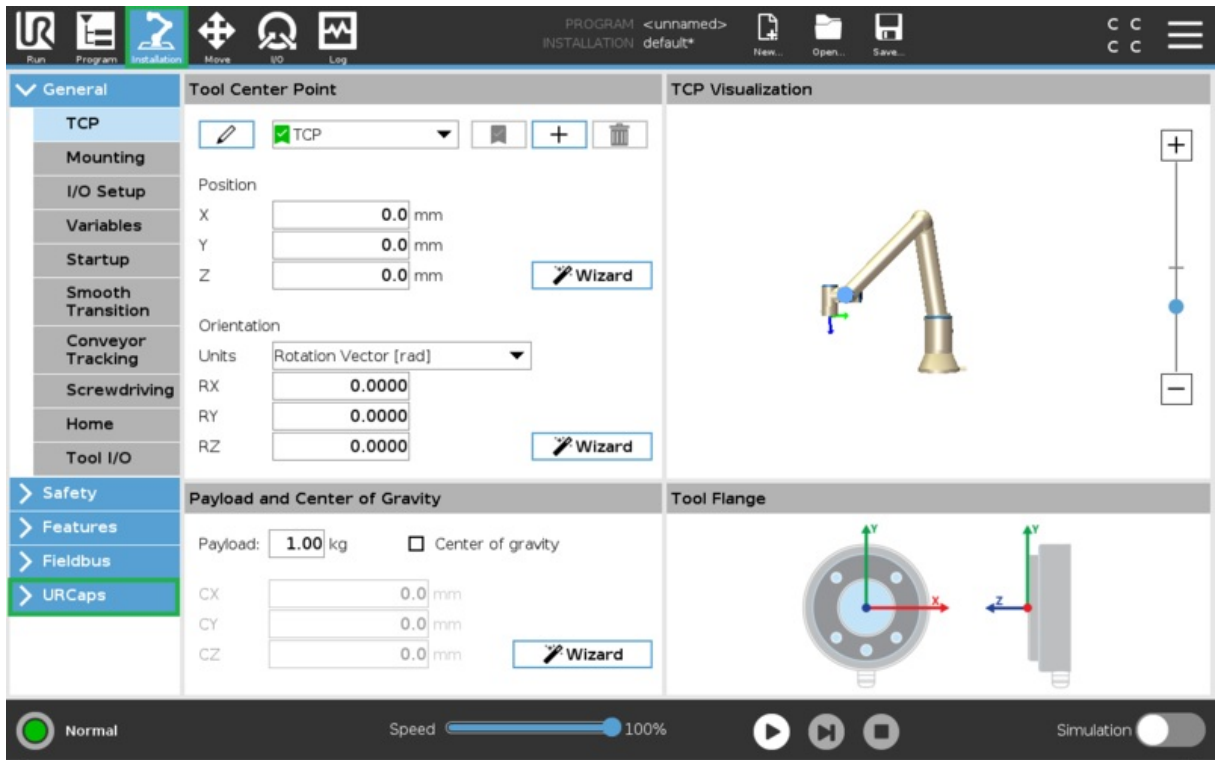 UR
PROGRAM <unnamed>
INSTALLATION default*
C C
C C
Run Program Installation Move I/O Log New... Open... Save...
General
TCP
Mounting
I/O Setup
Variables
Startup
Smooth
Transition
Conveyor
Tracking
Screwdriving
Home
Tool I/O
Safety
Features
Fieldbus
URCaps
Tool Center Point
TCP
Position
X 0.0 mm
Y 0.0 mm
Z 0.0 mm Wizard
Orientation
Units Rotation Vector [rad]
RX 0.0000
RY 0.0000
RZ 0.0000 Wizard
TCP Visualization
Payload and Center of Gravity
Payload: 1.00 kg Center of gravity
CX 0.0 mm
CY 0.0 mm
CZ 0.0 mm Wizard
Tool Flange
Y Y
X Z
Normal Speed 100% Simulation